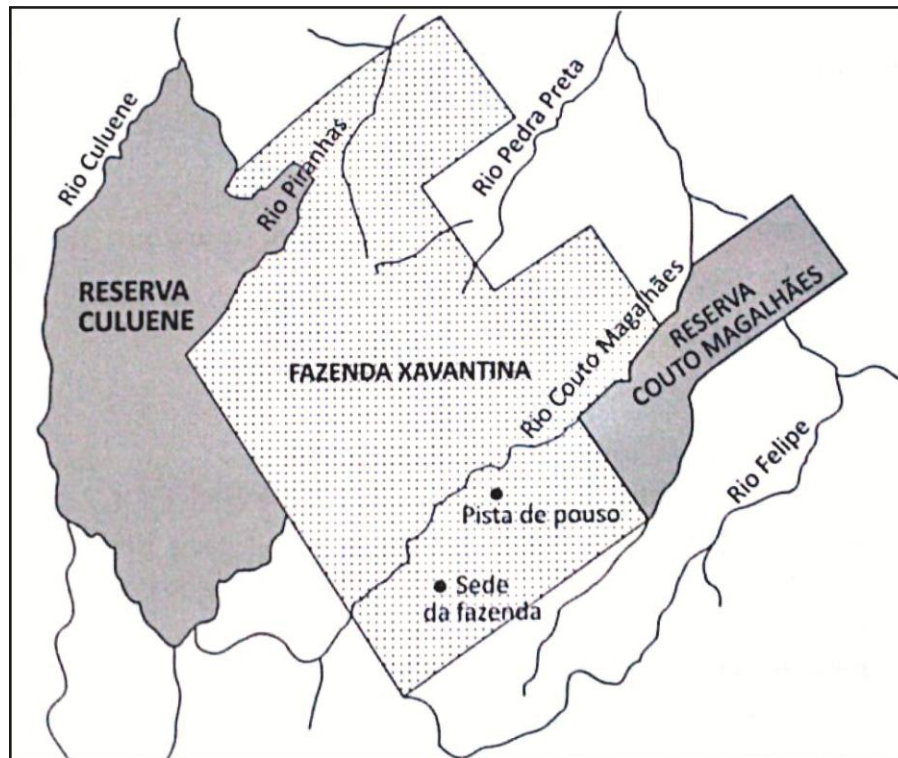 Rio Culuene
Rio Piranhas
Rio Pedra Preta
RESERVA
CULUENE
FAZENDA XAVANTINA
Rio Couto Magalhães
RESERVA
COUTO MAGALHÃES
Rio Felipe
Pista de pouso
Sede
da fazenda